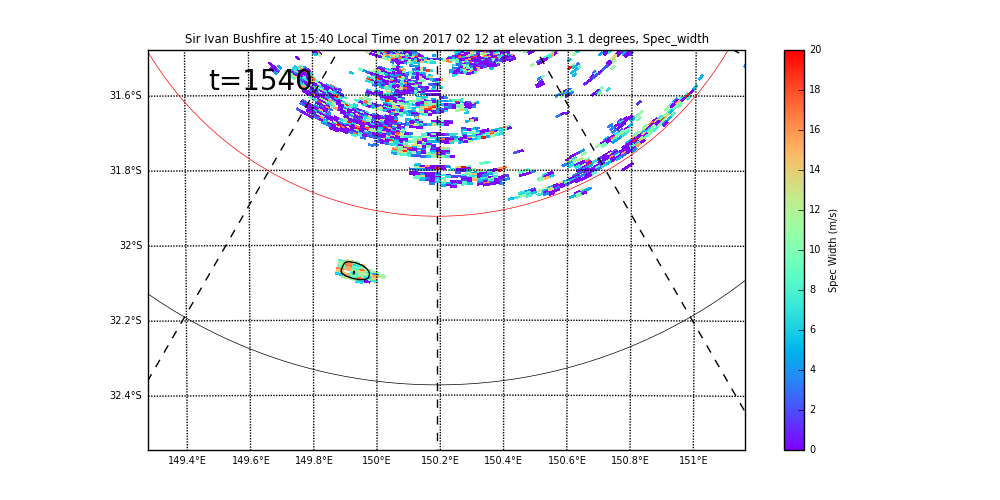 Sir Ivan Bushfire at 15:40 Local Time on 2017 02 12 at elevation 3.1 degrees, Spec_width
t=1540
31.6°S
31.8°S
32°S
32.2°S
32.4°S
149.4°E 149.6°E 149.8°E 150°E 150.2°E 150.4°E 150.6°E 150.8°E 151°E
20
18
16
14
12
10
8
6
4
2
0
Spec Width (m/s)